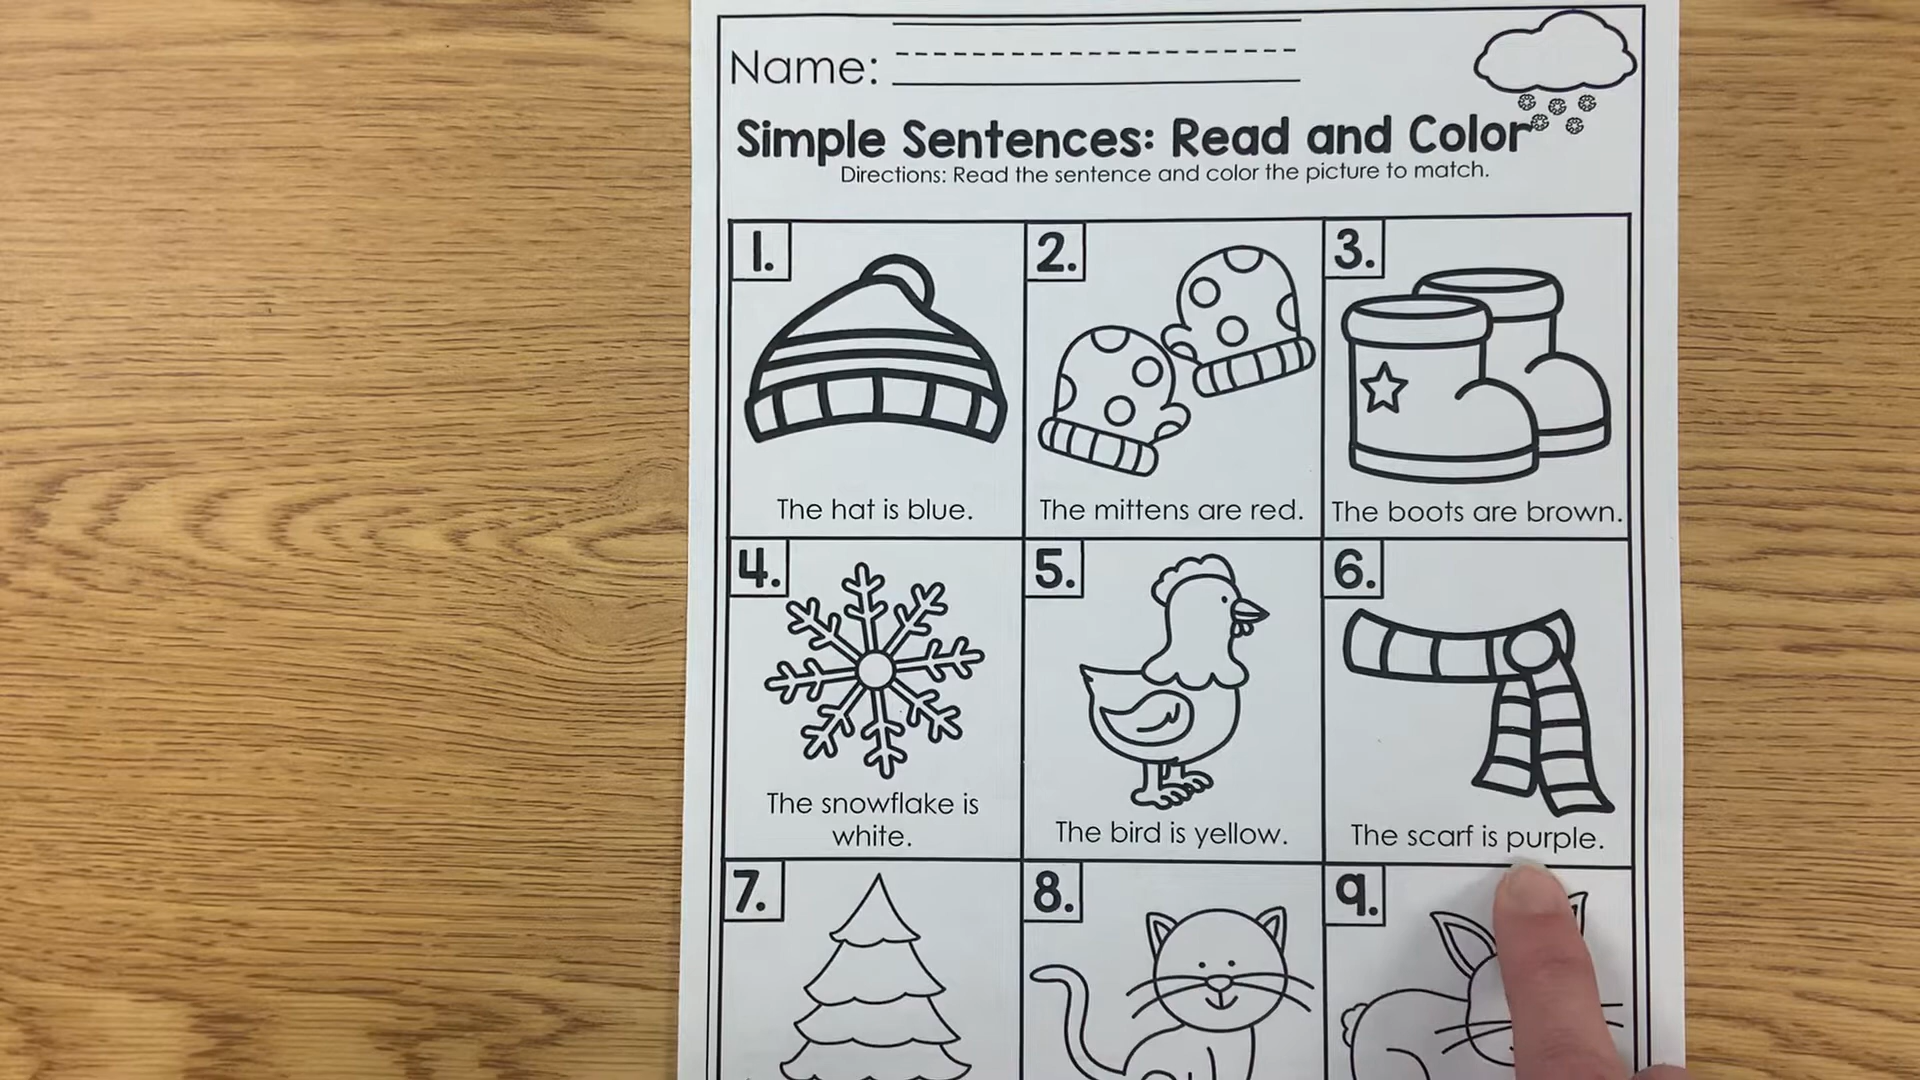 Name:
Simple Sentences: Read and Color
Directions: Read the sentence and color the picture to match.
1.
2.
3.
The hat is blue.
The mittens are red.
The boots are brown.
4.
5.
6.
The snowflake is
white.
The bird is yellow.
The scarf is purple.
7.
8.
9.